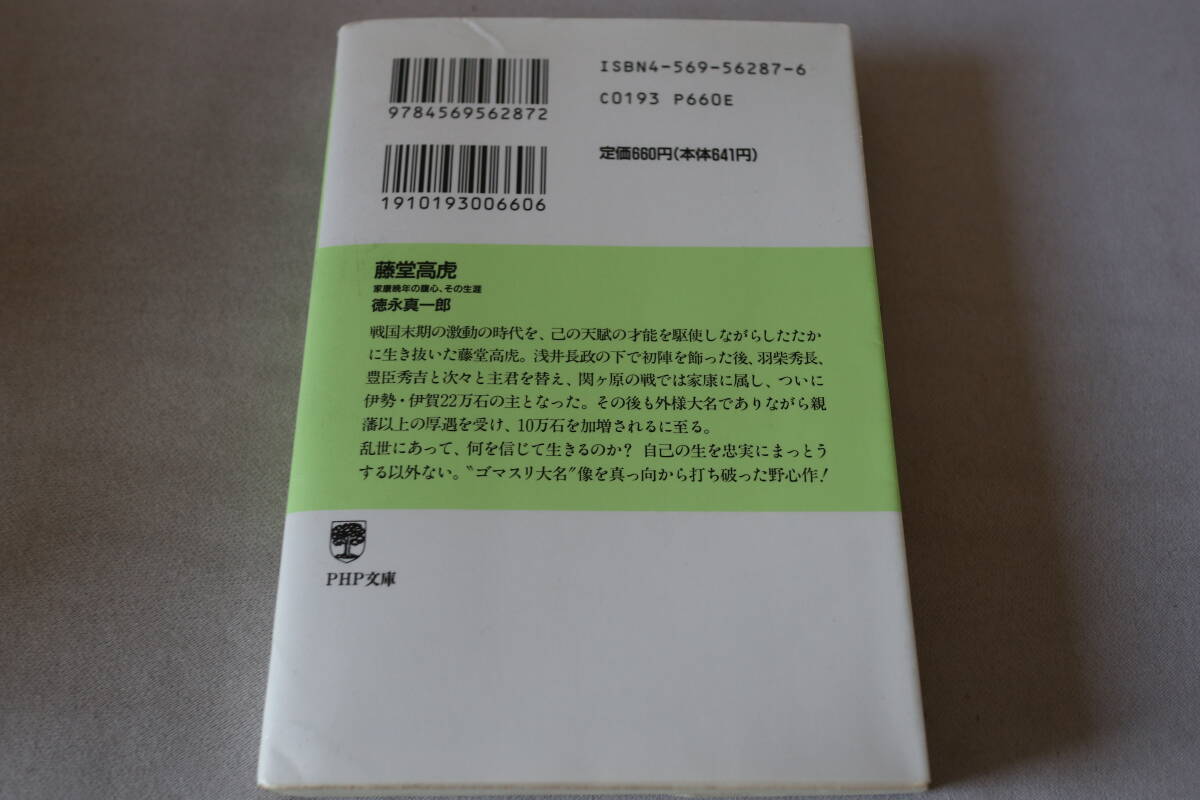 ISBN4-569-56287-6
9784569562872
C0193 P660E
定価660円(本体641円)
1910193006606
藤堂高虎
家康晩年の腹心、その生涯
徳永真一郎
戦国末期の激動の時代を、己の天賦の才能を駆使しながらしたたか
に生き抜いた藤堂高虎。浅井長政の下で初陣を飾った後、羽柴秀長、
豊臣秀吉と次々と主君を替え、関ヶ原の戦では家康に属し、ついに
伊勢・伊賀22万石の主となった。その後も外様大名でありながら親
藩以上の厚遇を受け、10万石を加増されるに至る。
乱世にあって、何を信じて生きるのか? 自己の生を忠実にまっとう
する以外ない。〝ゴマスリ大名〟像を真っ向から打ち破った野心作!
PHP文庫